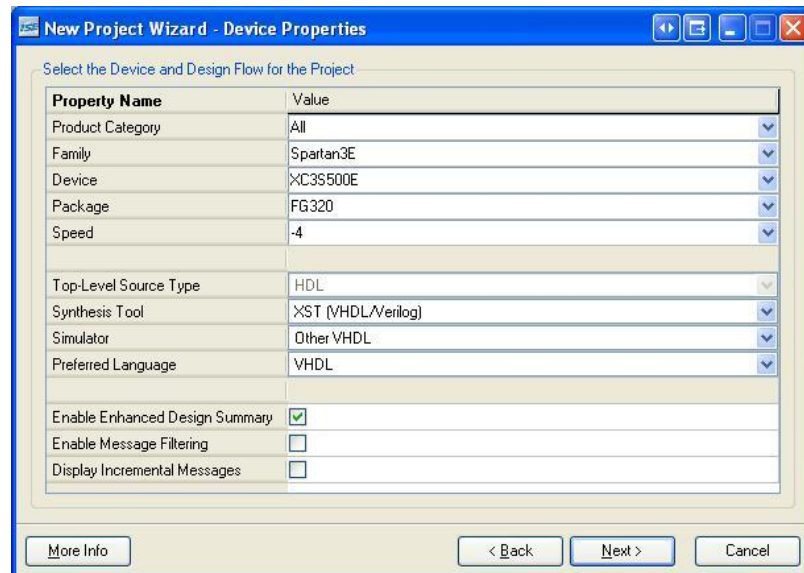 ISE New Project Wizard - Device Properties
Select the Device and Design Flow for the Project
Property Name Value
Product Category All
Family Spartan3E
Device XC3S500E
Package FG320
Speed -4
Top-Level Source Type HDL
Synthesis Tool XST (VHDL/Verilog)
Simulator Other VHDL
Preferred Language VHDL
Enable Enhanced Design Summary
Enable Message Filtering
Display Incremental Messages
More Info < Back Next > Cancel